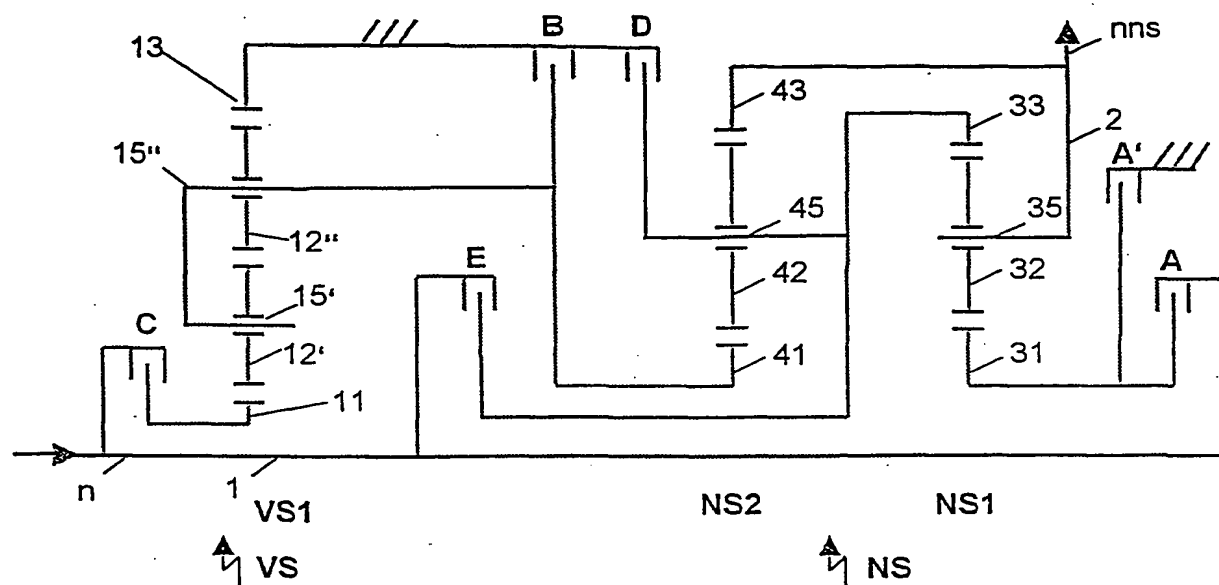 B D nns
13 43 33 2
15" A'
12" 45 35
E 42 32 A
15'
C
12' 41 31
11
n 1
VS1 NS2 NS1
VS NS